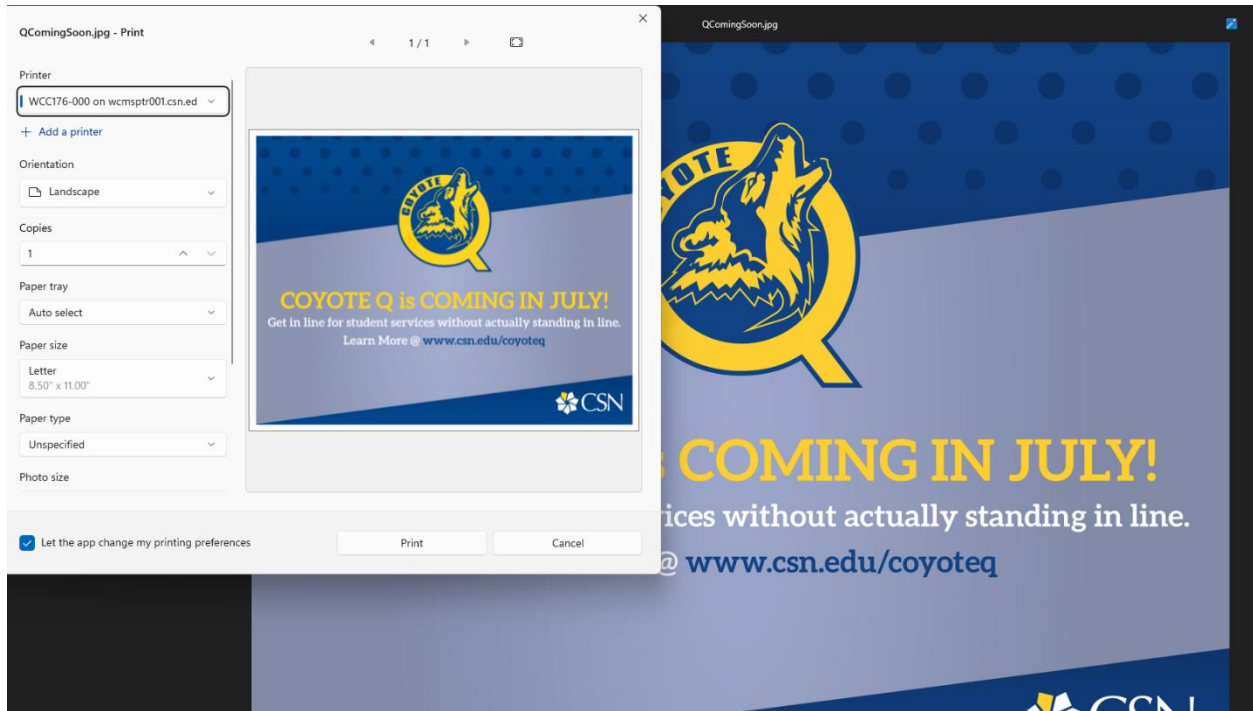 QComingSoon.jpg - Print
1 / 1
Printer
WCC176-000 on wcmsptr001.csn.ed
+ Add a printer
Orientation
Landscape
Copies
1
Paper tray
Auto select
Paper size
Letter
8.50" x 11.00"
Paper type
Unspecified
Photo size
Let the app change my printing preferences
Print
Cancel
COYOTE
COYOTE Q is COMING IN JULY!
Get in line for student services without actually standing in line.
Learn More @ www.csn.edu/coyoteq
CSN
QComingSoon.jpg
OYOTE
COMING IN JULY!
ices without actually standing in line.
@ www.csn.edu/coyoteq
CSN